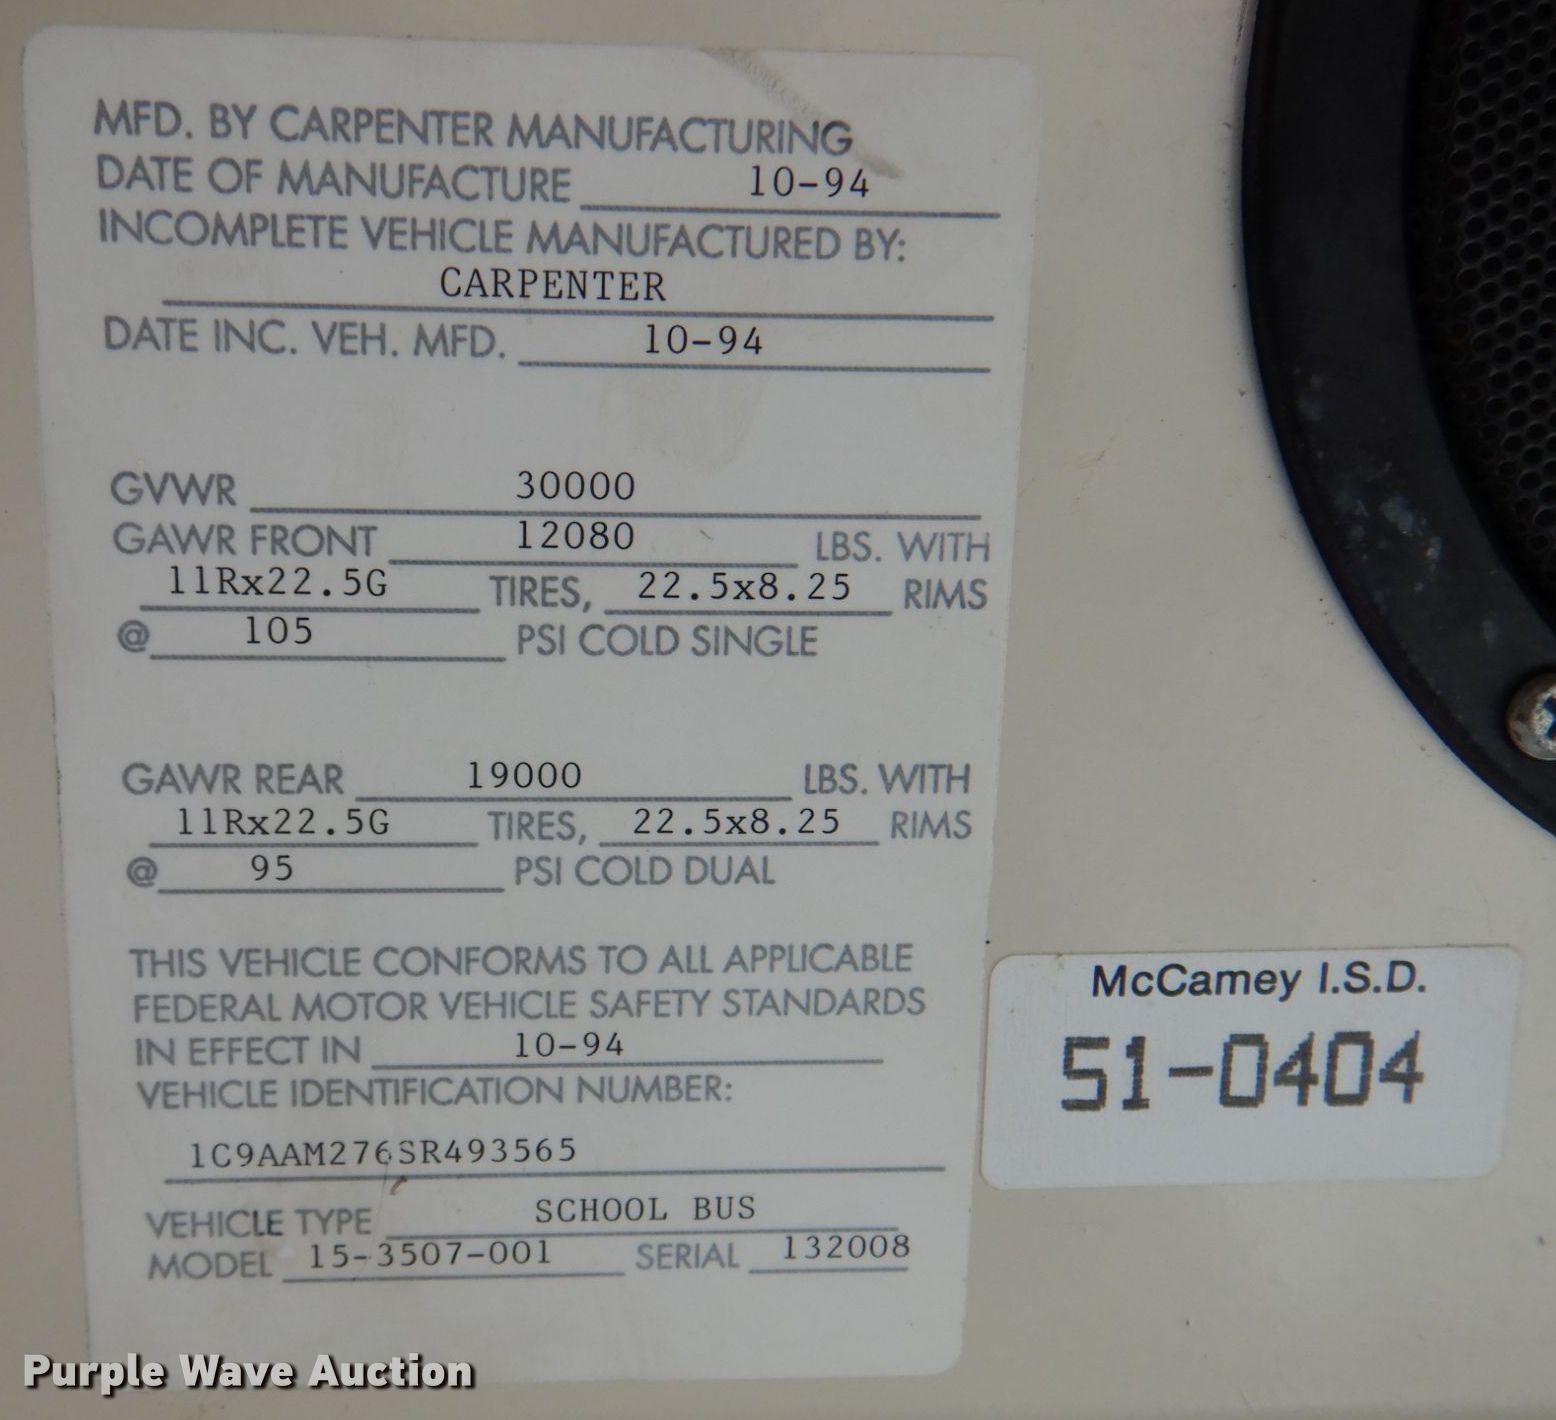 MFD. BY CARPENTER MANUFACTURING
DATE OF MANUFACTURE 10-94
INCOMPLETE VEHICLE MANUFACTURED BY:
CARPENTER
DATE INC. VEH. MFD. 10-94
GVWR 30000
GAWR FRONT 12080 LBS. WITH
11Rx22.5G TIRES, 22.5x8.25 RIMS
@ 105 PSI COLD SINGLE
GAWR REAR 19000 LBS. WITH
11Rx22.5G TIRES, 22.5x8.25 RIMS
@ 95 PSI COLD DUAL
THIS VEHICLE CONFORMS TO ALL APPLICABLE
FEDERAL MOTOR VEHICLE SAFETY STANDARDS
IN EFFECT IN 10-94
VEHICLE IDENTIFICATION NUMBER:
1C9AAM276SR493565
VEHICLE TYPE SCHOOL BUS
MODEL 15-3507-001 SERIAL 132008
McCamey I.S.D.
51-0404
Purple Wave Auction